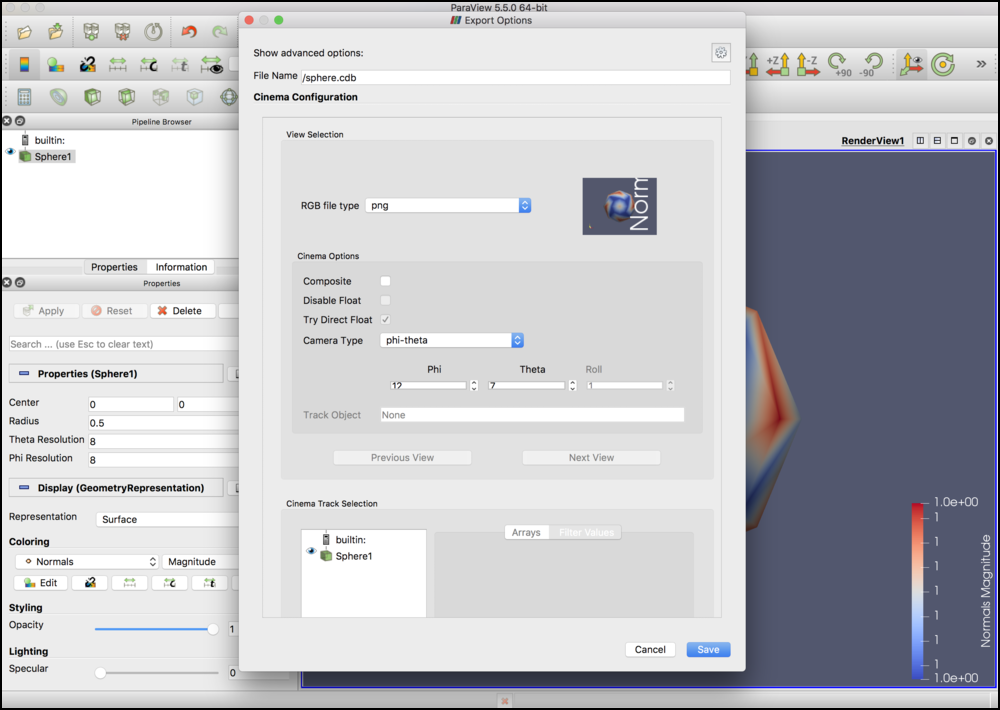 ParaView 5.5.0 64-bit
Export Options
Show advanced options:
File Name /sphere.cdb
Cinema Configuration
View Selection
RGB file type png
Norm
Cinema Options
Composite
Disable Float
Try Direct Float
Camera Type phi-theta
Phi Theta Roll
12 7 1
Track Object None
Previous View Next View
Cinema Track Selection
builtin:
Sphere1
Arrays Filter Values
Cancel Save
+Z -Z +90 -90 »
Pipeline Browser
builtin:
Sphere1
Properties Information
Properties
Apply Reset Delete
Search ... (use Esc to clear text)
Properties (Sphere1)
Center 0 0
Radius 0.5
Theta Resolution 8
Phi Resolution 8
Display (GeometryRepresentation)
Representation Surface
Coloring
Normals Magnitude
Edit
Styling
Opacity 1
Lighting
Specular 0
RenderView1
1.0e+00
1
1
1
1
1
1
1
1.0e+00
Normals Magnitude